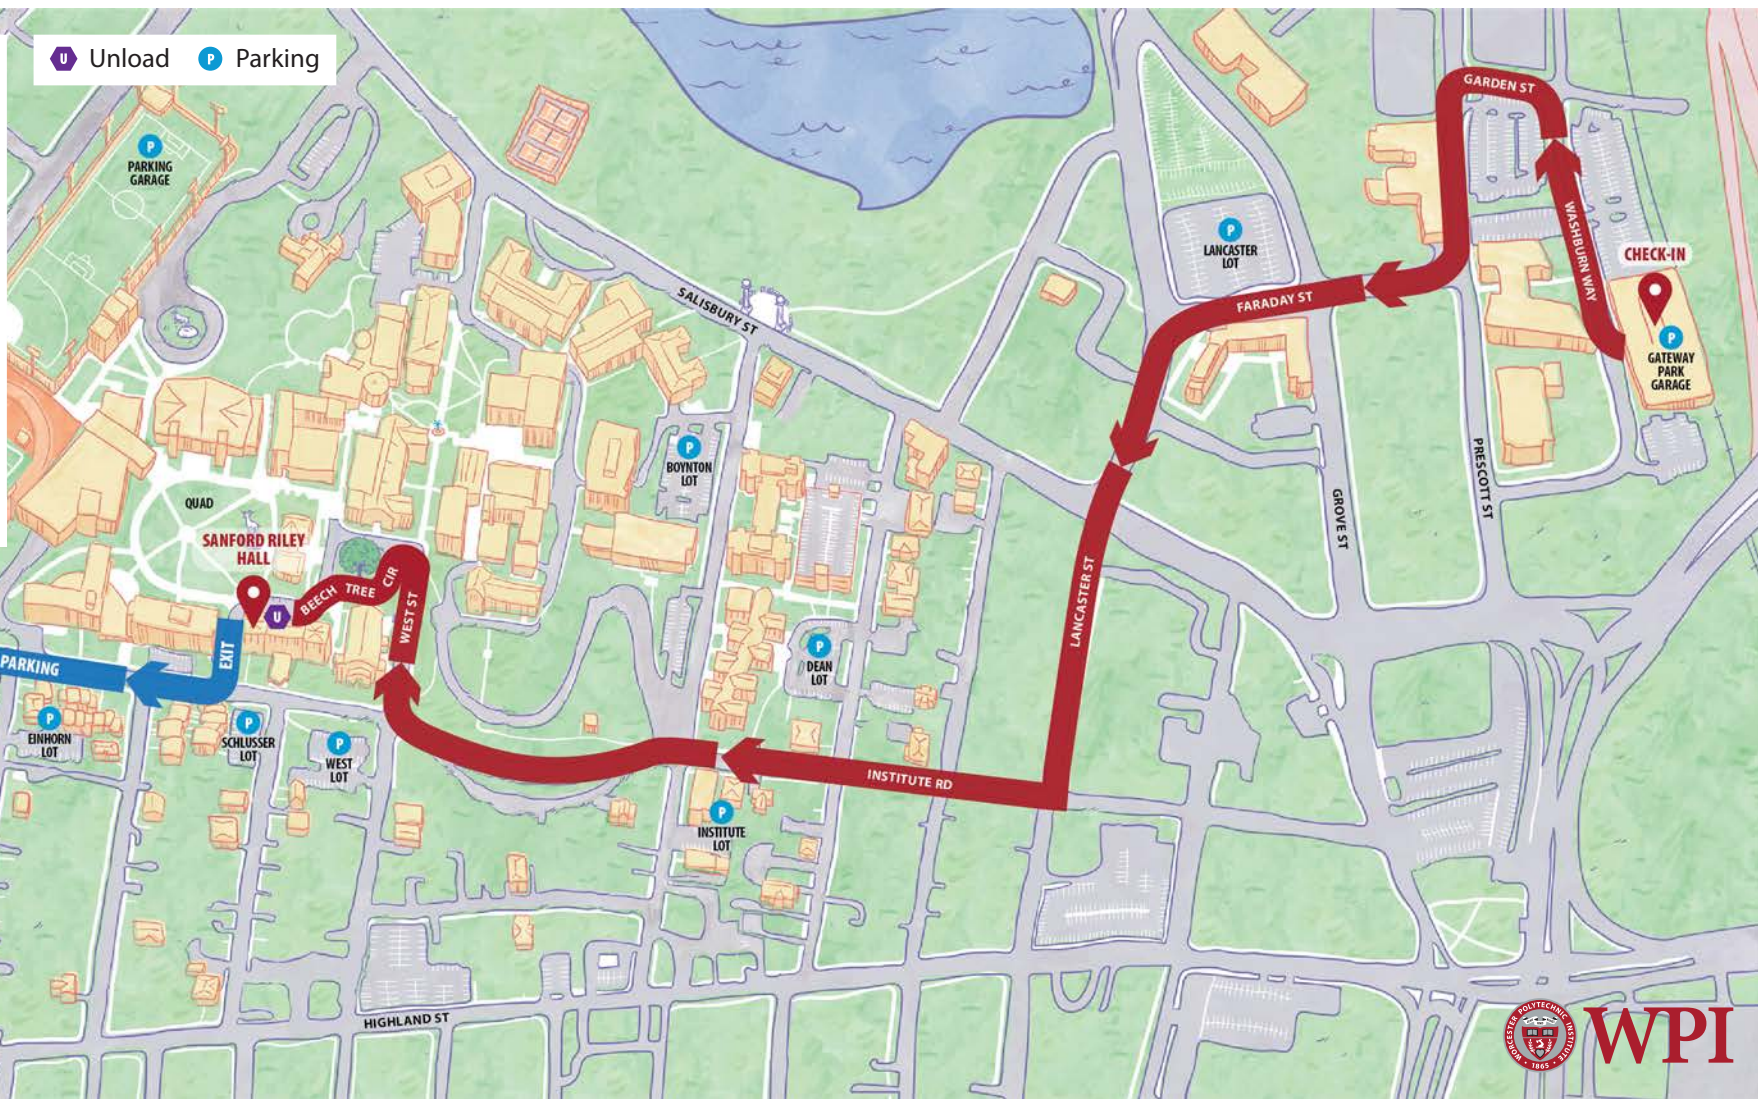 U Unload P Parking
P
PARKING
GARAGE
GARDEN ST
WASHBURN WAY
CHECK-IN
P
GATEWAY
PARK
GARAGE
P
LANCASTER
LOT
FARADAY ST
SALISBURY ST
P
BOYNTON
LOT
QUAD
SANFORD RILEY
HALL
U
BEECH TREE CIR
WEST ST
EXIT
PARKING
GROVE ST
PRESCOTT ST
LANCASTER ST
P
DEAN
LOT
P
EINHORN
LOT
P
SCHLUSSER
LOT
P
WEST
LOT
INSTITUTE RD
P
INSTITUTE
LOT
HIGHLAND ST
WORCESTER POLYTECHNIC INSTITUTE
1865
WPI